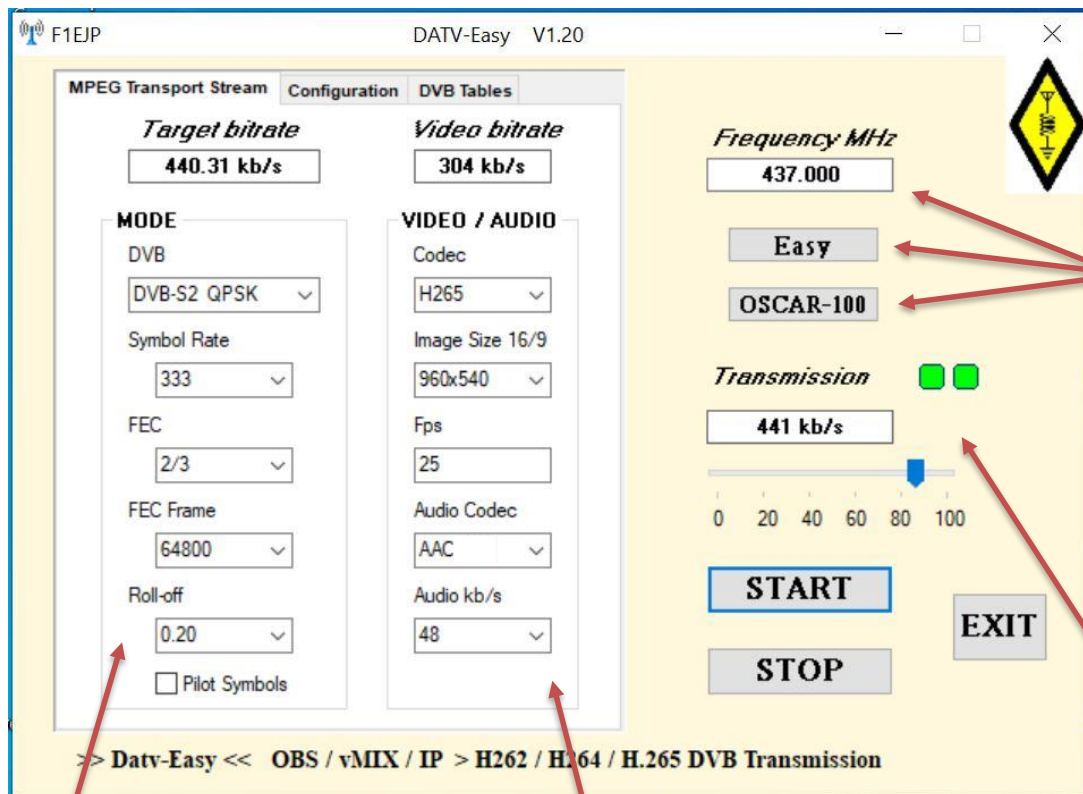 F1EJP DATV-Easy V1.20
MPEG Transport Stream Configuration DVB Tables
Target bitrate
440.31 kb/s
Video bitrate
304 kb/s
MODE
DVB
DVB-S2 QPSK
Symbol Rate
333
FEC
2/3
FEC Frame
64800
Roll-off
0.20
Pilot Symbols
VIDEO / AUDIO
Codec
H265
Image Size 16/9
960x540
Fps
25
Audio Codec
AAC
Audio kb/s
48
Frequency MHz
437.000
Easy
OSCAR-100
Transmission
441 kb/s
0 20 40 60 80 100
START
STOP
EXIT
>> Datv-Easy << OBS / vMIX / IP > H262 / H264 / H.265 DVB Transmission